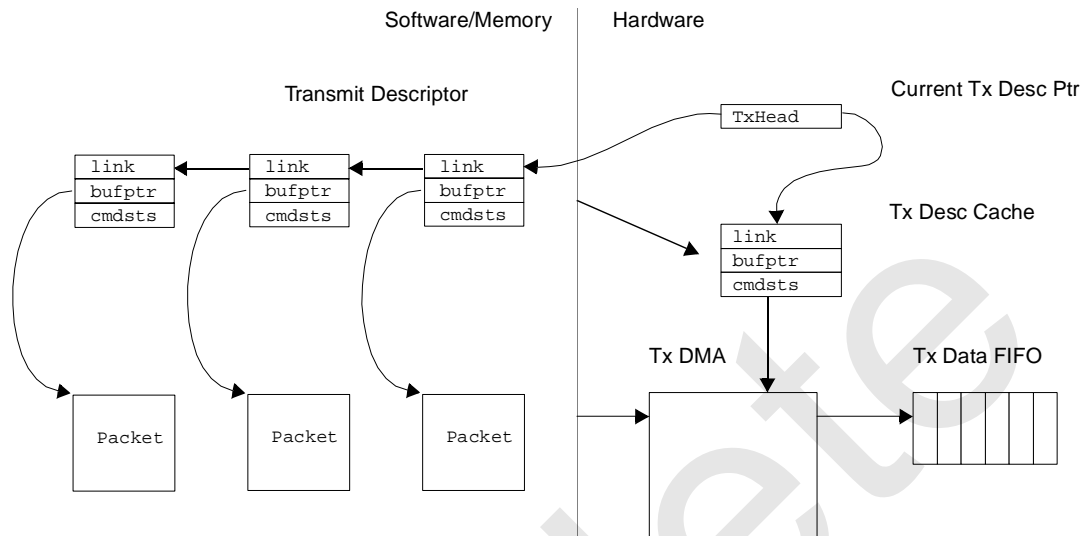 Software/Memory
Hardware
Transmit Descriptor
Current Tx Desc Ptr
TxHead
link
bufptr
cmdsts
link
bufptr
cmdsts
link
bufptr
cmdsts
Tx Desc Cache
link
bufptr
cmdsts
Tx DMA
Tx Data FIFO
Packet
Packet
Packet
lete